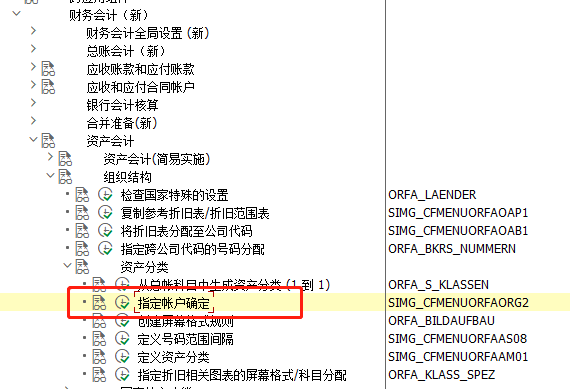 财务会计（新）
财务会计全局设置 (新)
总账会计（新）
应收账款和应付账款
应收和应付合同帐户
银行会计核算
合并准备(新)
资产会计
资产会计(简易实施)
组织结构
检查国家特殊的设置 ORFA_LAENDER
复制参考折旧表/折旧范围表 SIMG_CFMENUORFAOAP1
将折旧表分配至公司代码 SIMG_CFMENUORFAOAB1
指定跨公司代码的号码分配 ORFA_BKRS_NUMMERN
资产分类
从总帐科目中生成资产分类 (1 到 1) ORFA_S_KLASSEN
指定帐户确定 SIMG_CFMENUORFAORG2
创建屏幕格式规则 ORFA_BILDAUFBAU
定义号码范围间隔 SIMG_CFMENUORFAAS08
定义资产分类 SIMG_CFMENUORFAAM01
指定折旧相关图表的屏幕格式/科目分配 ORFA_KLASS_SPEZ